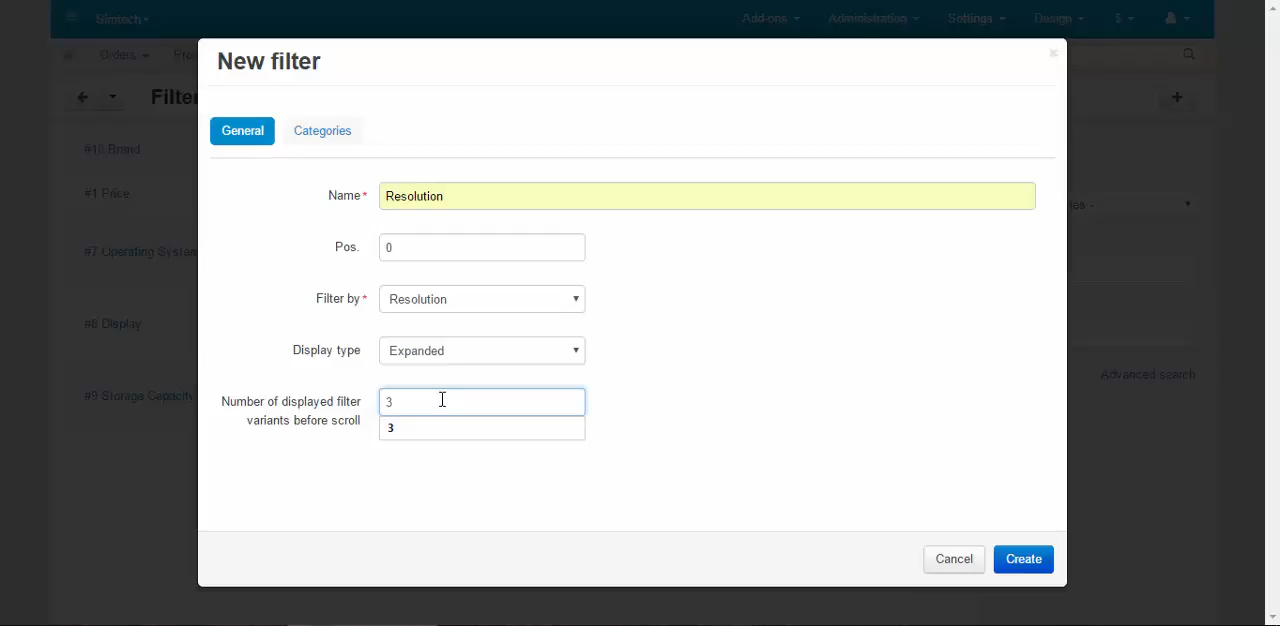 Simtech
Add-ons
Administration
Settings
Design
$
Orders
Pro
New filter
Filter
General
Categories
#10 Brand
#1 Price
#7 Operating System
#8 Display
#9 Storage Capacity
Name*
Resolution
Pos.
0
Filter by*
Resolution
Display type
Expanded
Number of displayed filter
variants before scroll
3
3
Advanced search
Cancel
Create